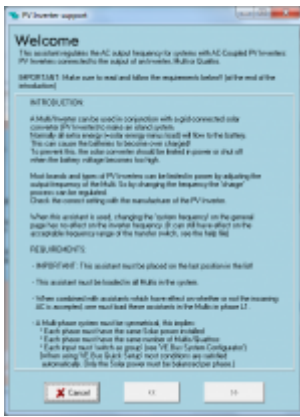 PV Inverter support
Welcome
This assistant regulates the AC output frequency for systems with AC Coupled PV Inverters.
PV Inverters connected to the output of an inverter, Multi or Quattro.
IMPORTANT: Make sure to read and follow the requirements below!! (at the end of the
introduction)
INTRODUCTION:
A Multi/Inverter can be used in conjunction with a grid connected solar
converter (PV Inverter) to make an island system.
Normally all extra energy (=solar energy minus load) will flow to the battery.
This can cause the batteries to become over charged!
To prevent this, the solar converter should be limited in power or shut off
when the battery voltage becomes too high.
Most brands and types of PV Inverters can be limited in power by adjusting the
output frequency of the Multi. So by changing the frequency the 'charge'
process can be regulated.
Check the correct setting with the manufacturer of the PV inverter.
When this assistant is used, changing the 'system frequency' on the general
page has no effect on the inverter frequency. (It can still have effect on the
acceptable frequency range of the transfer switch, see the help file)
REQUIREMENTS:
- IMPORTANT: This assistant must be placed on the last position in the list
- This assistant must be loaded in all Multis in the system.
- When combined with assistants which have effect on whether or not the incoming
AC is accepted, one must load these assistants in the Multis in phase L1
- A Multi-phase system must be symmetrical, this implies:
* Each phase must have the same Solar power installed
* Each phase must have the same number of Multis/Quattros
* Each input must 'switch as group' (see 'VE.Bus System Configurator')
(when using 'VE.Bus Quick Setup' most conditions are satisfied
automatically. Only the Solar power must be balanced per phase.)
Cancel
<<
>>